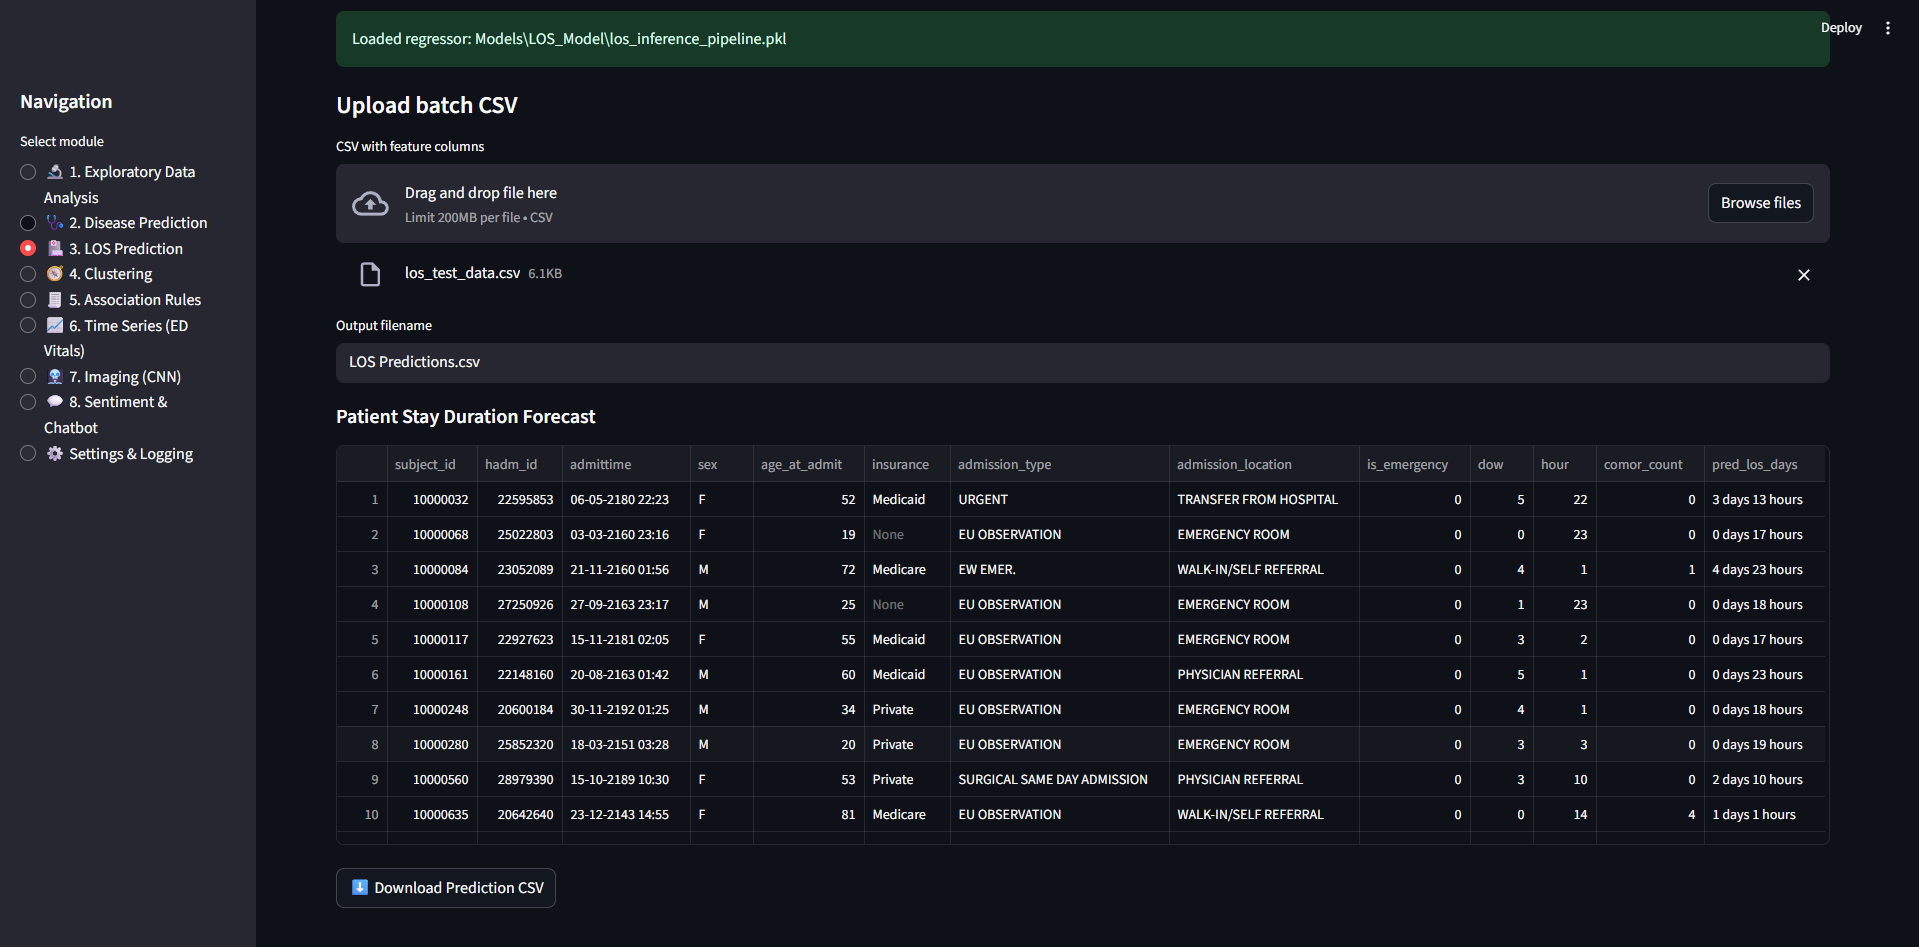 Loaded regressor: Models\LOS_Model\los_inference_pipeline.pkl
Deploy
Navigation
Select module
1. Exploratory Data
Analysis
2. Disease Prediction
3. LOS Prediction
4. Clustering
5. Association Rules
6. Time Series (ED
Vitals)
7. Imaging (CNN)
8. Sentiment &
Chatbot
Settings & Logging
Upload batch CSV
CSV with feature columns
Drag and drop file here
Limit 200MB per file • CSV
Browse files
los_test_data.csv 6.1KB
Output filename
LOS Predictions.csv
Patient Stay Duration Forecast
subject_id hadm_id admittime sex age_at_admit insurance admission_type admission_location is_emergency dow hour comor_count pred_los_days
1 10000032 22595853 06-05-2180 22:23 F 52 Medicaid URGENT TRANSFER FROM HOSPITAL 0 5 22 0 3 days 13 hours
2 10000068 25022803 03-03-2160 23:16 F 19 None EU OBSERVATION EMERGENCY ROOM 0 0 23 0 0 days 17 hours
3 10000084 23052089 21-11-2160 01:56 M 72 Medicare EW EMER. WALK-IN/SELF REFERRAL 0 4 1 1 4 days 23 hours
4 10000108 27250926 27-09-2163 23:17 M 25 None EU OBSERVATION EMERGENCY ROOM 0 1 23 0 0 days 18 hours
5 10000117 22927623 15-11-2181 02:05 F 55 Medicaid EU OBSERVATION EMERGENCY ROOM 0 3 2 0 0 days 17 hours
6 10000161 22148160 20-08-2163 01:42 M 60 Medicaid EU OBSERVATION PHYSICIAN REFERRAL 0 5 1 0 0 days 23 hours
7 10000248 20600184 30-11-2192 01:25 M 34 Private EU OBSERVATION EMERGENCY ROOM 0 4 1 0 0 days 18 hours
8 10000280 25852320 18-03-2151 03:28 M 20 Private EU OBSERVATION EMERGENCY ROOM 0 3 3 0 0 days 19 hours
9 10000560 28979390 15-10-2189 10:30 F 53 Private SURGICAL SAME DAY ADMISSION PHYSICIAN REFERRAL 0 3 10 0 2 days 10 hours
10 10000635 20642640 23-12-2143 14:55 F 81 Medicare EU OBSERVATION WALK-IN/SELF REFERRAL 0 0 14 4 1 days 1 hours
Download Prediction CSV